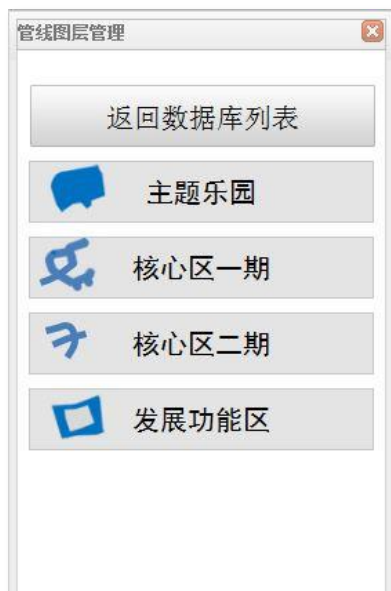 管线图层管理
返回数据库列表
主题乐园
核心区一期
核心区二期
发展功能区